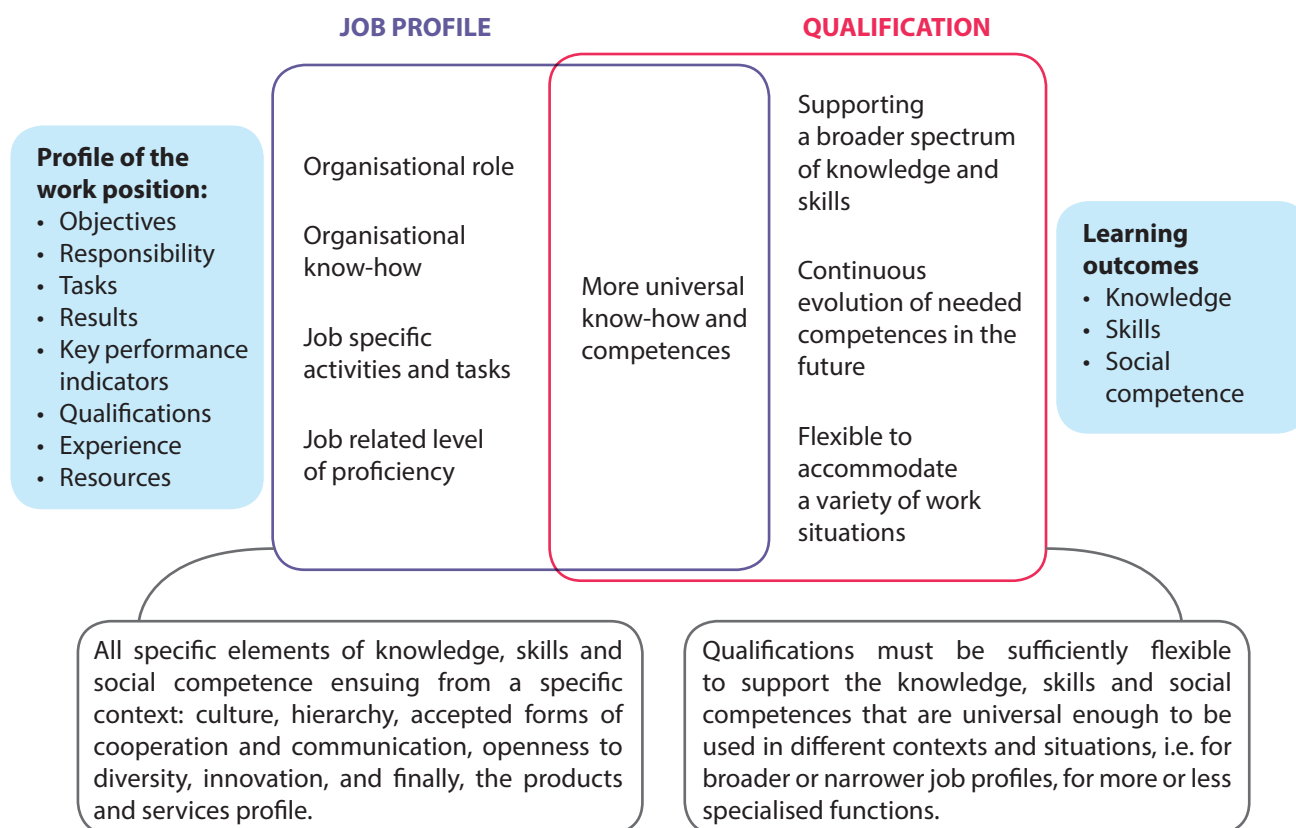 JOB PROFILE
QUALIFICATION
Profile of the
work position:
• Objectives
• Responsibility
• Tasks
• Results
• Key performance
indicators
• Qualifications
• Experience
• Resources
Organisational role
Organisational
know-how
Job specific
activities and tasks
Job related level
of proficiency
More universal
know-how and
competences
Supporting
a broader spectrum
of knowledge and
skills
Continuous
evolution of needed
competences in the
future
Flexible to
accommodate
a variety of work
situations
Learning
outcomes
• Knowledge
• Skills
• Social
competence
All specific elements of knowledge, skills and
social competence ensuing from a specific
context: culture, hierarchy, accepted forms of
cooperation and communication, openness to
diversity, innovation, and finally, the products
and services profile.
Qualifications must be sufficiently flexible
to support the knowledge, skills and social
competences that are universal enough to be
used in different contexts and situations, i.e. for
broader or narrower job profiles, for more or less
specialised functions.